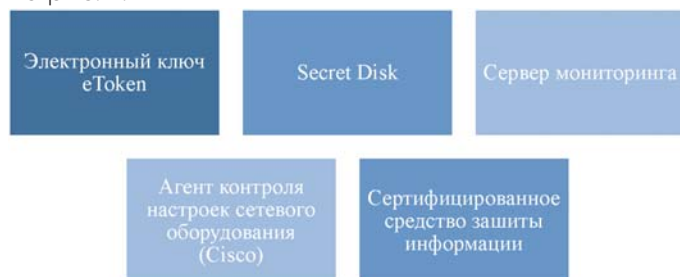 Электронный ключ
eToken
Secret Disk
Сервер мониторинга
Агент контроля
настроек сетевого
оборудования
(Cisco)
Сертифицированное
средство зашиты
информации